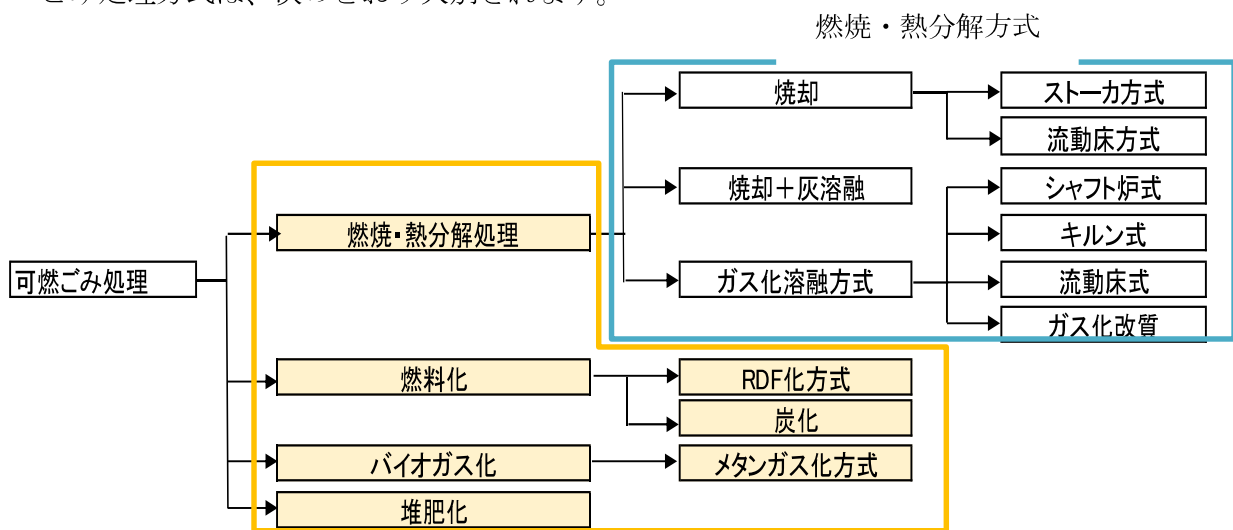 燃焼・熱分解方式
焼却
ストーカ方式
流動床方式
焼却＋灰溶融
シャフト炉式
燃焼・熱分解処理
キルン式
可燃ごみ処理
ガス化溶融方式
流動床式
ガス化改質
燃料化
RDF化方式
炭化
バイオガス化
メタンガス化方式
堆肥化